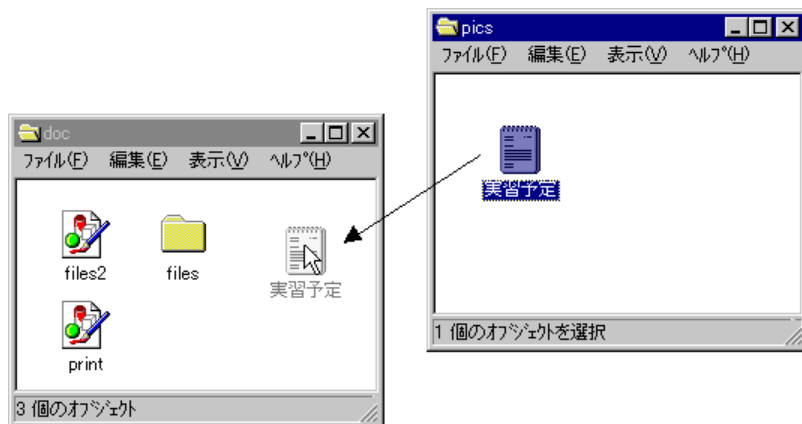 pics
ファイル(F) 編集(E) 表示(V) ヘルプ(H)
実習予定
1 個のオブジェクトを選択
doc
ファイル(F) 編集(E) 表示(V) ヘルプ(H)
files2
files
実習予定
print
3 個のオブジェクト